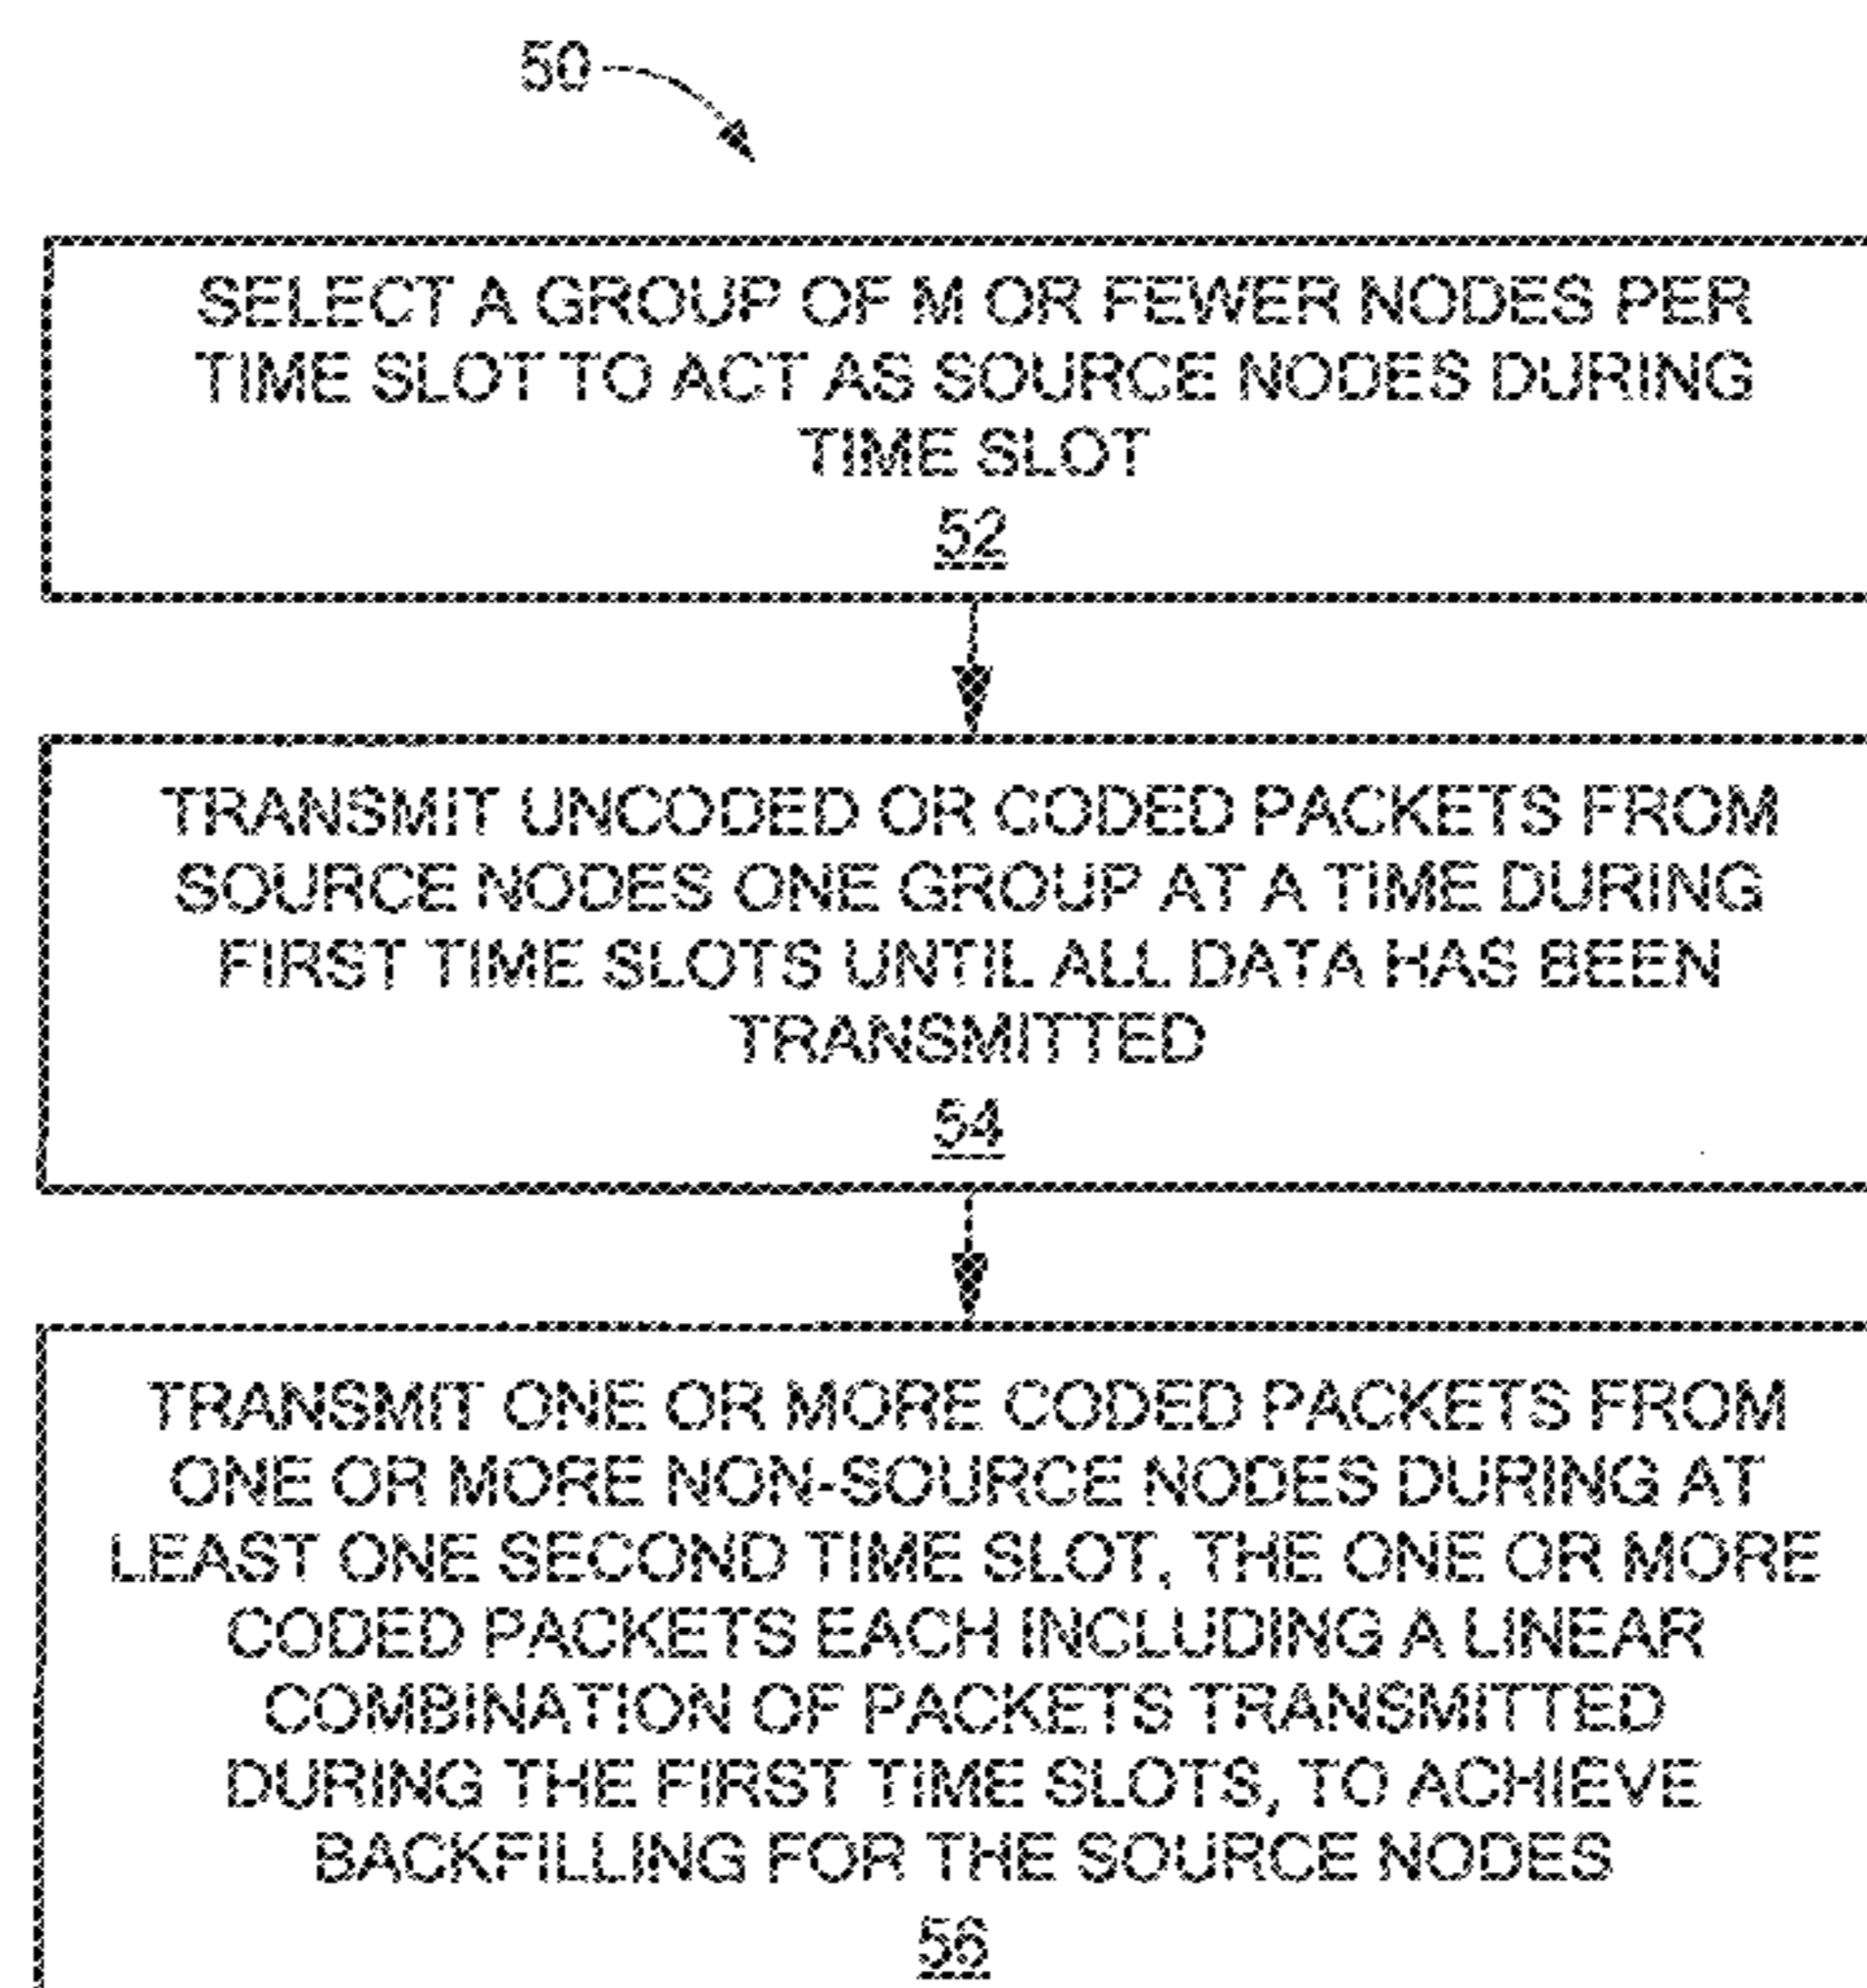 50
SELECT A GROUP OF M OR FEWER NODES PER
TIME SLOT TO ACT AS SOURCE NODES DURING
TIME SLOT
52
TRANSMIT UNCODED OR CODED PACKETS FROM
SOURCE NODES ONE GROUP AT A TIME DURING
FIRST TIME SLOTS UNTIL ALL DATA HAS BEEN
TRANSMITTED
54
TRANSMIT ONE OR MORE CODED PACKETS FROM
ONE OR MORE NON-SOURCE NODES DURING AT
LEAST ONE SECOND TIME SLOT, THE ONE OR MORE
CODED PACKETS EACH INCLUDING A LINEAR
COMBINATION OF PACKETS TRANSMITTED
DURING THE FIRST TIME SLOTS, TO ACHIEVE
BACKFILLING FOR THE SOURCE NODES
56